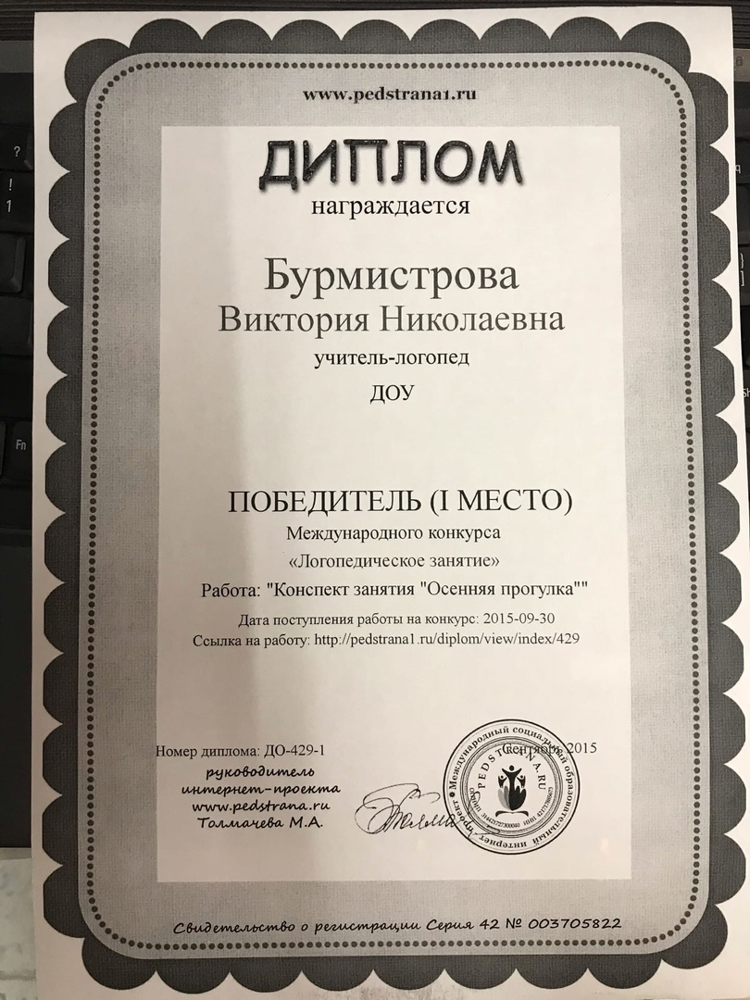 www.pedstrana1.ru
ДИПЛОМ
награждается
Бурмистрова
Виктория Николаевна
учитель-логопед
ДОУ
ПОБЕДИТЕЛЬ (I МЕСТО)
Международного конкурса
«Логопедическое занятие»
Работа: "Конспект занятия "Осенняя прогулка""
Дата поступления работы на конкурс: 2015-09-30
Ссылка на работу: http://pedstrana1.ru/diplom/view/index/429
Номер диплома: ДО-429-1
Сентябрь 2015
руководитель
интернет-проекта
www.pedstrana.ru
Толмачева М.А.
Международный социальный образовательный интернет проект
PEDSTRANA.RU
Свидетельство о регистрации Серия 42 № 003705822
?
!
1
Fn